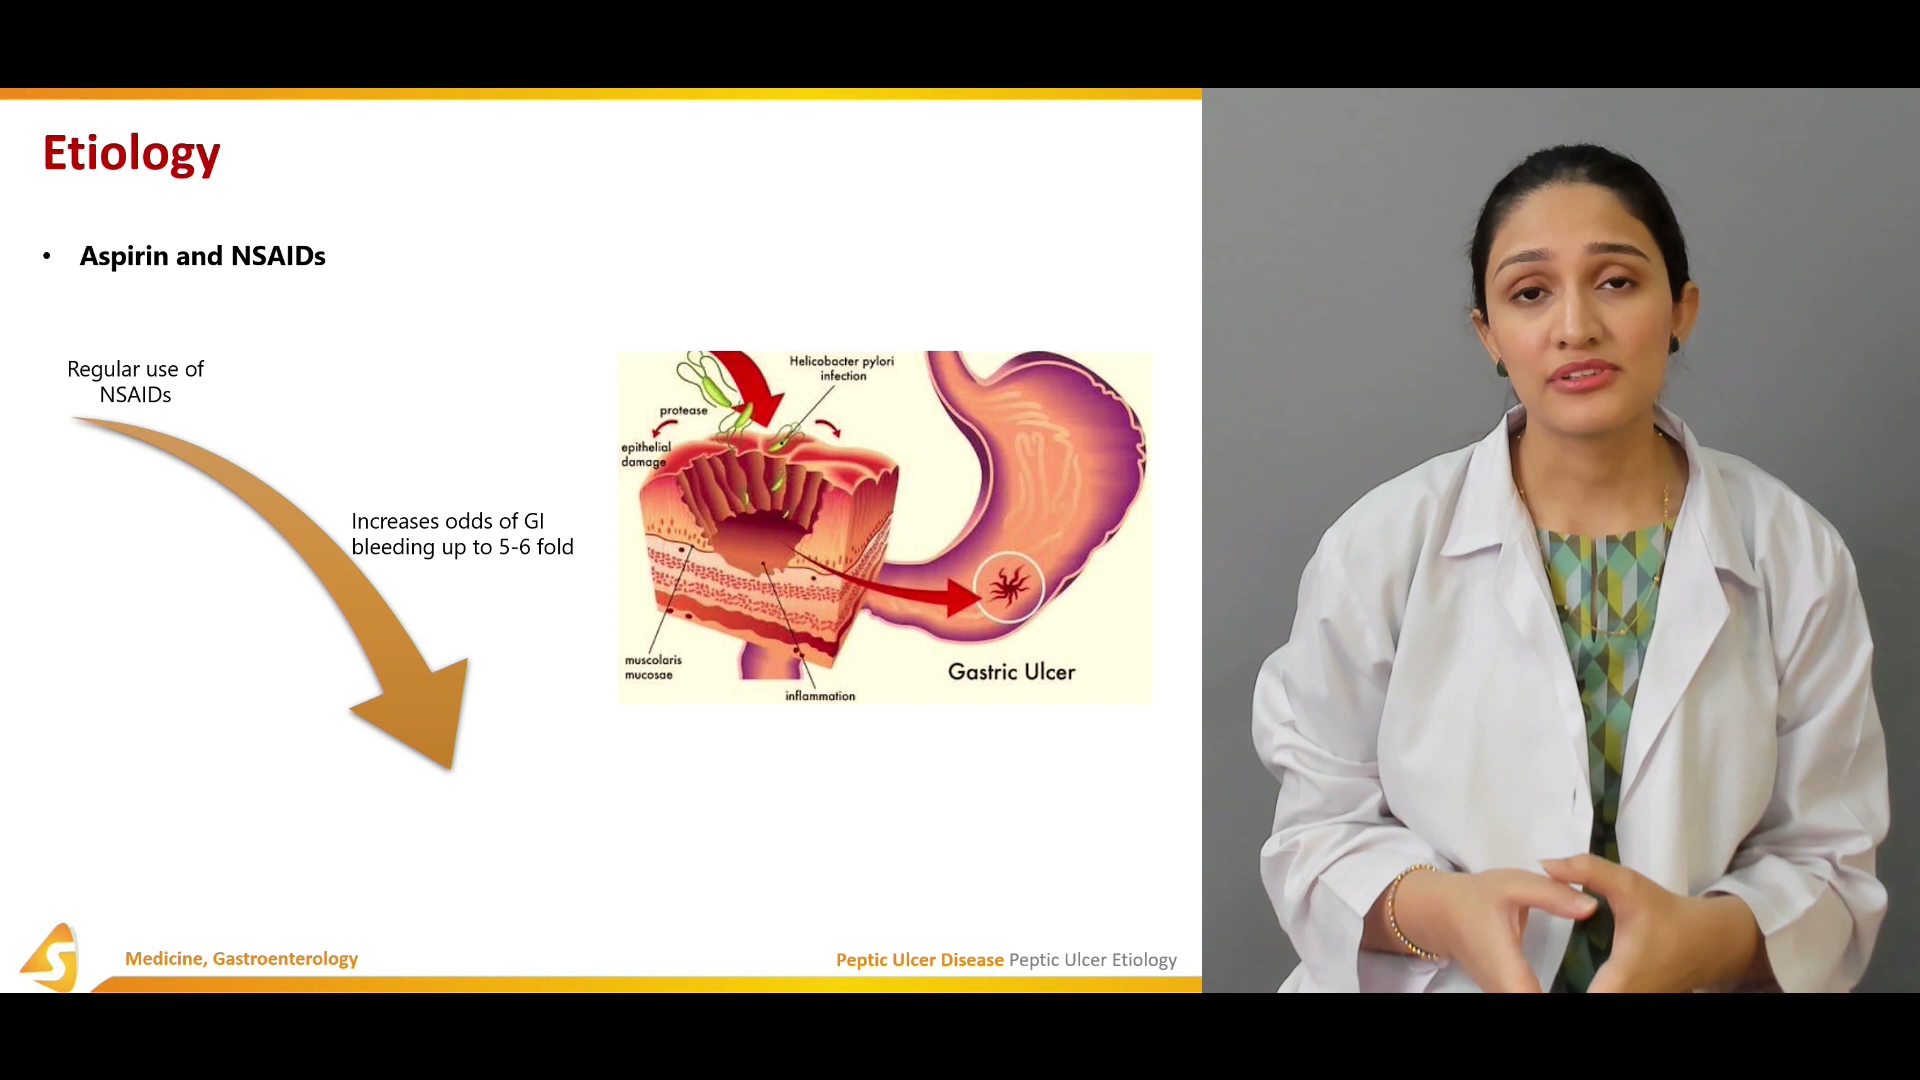 Etiology
• Aspirin and NSAIDs
Regular use of
NSAIDs
Increases odds of GI
bleeding up to 5-6 fold
Helicobacter pylori
infection
protease
epithelial
damage
muscolaris
mucosae
inflammation
Gastric Ulcer
S
Medicine, Gastroenterology
Peptic Ulcer Disease Peptic Ulcer Etiology